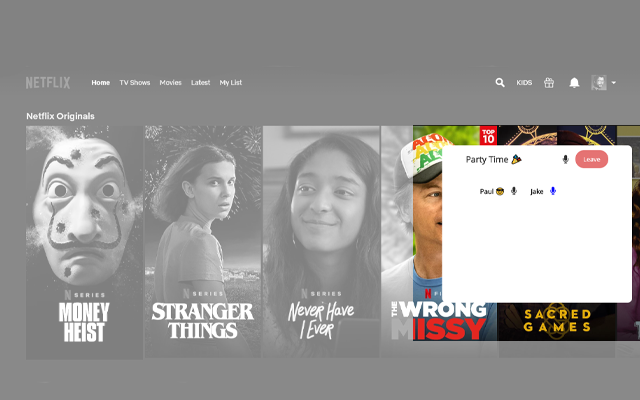 NETFLIX Home TV Shows Movies Latest My List KIDS
Netflix Originals
TOP
10
Party Time 🎉 Leave
Paul 😎 Jake
N SERIES
MONEY
HEIST
N SERIES
STRANGER
THINGS
N SERIES
Never Have
I Ever
THE WRONG
MISSY
SACRED
GAMES